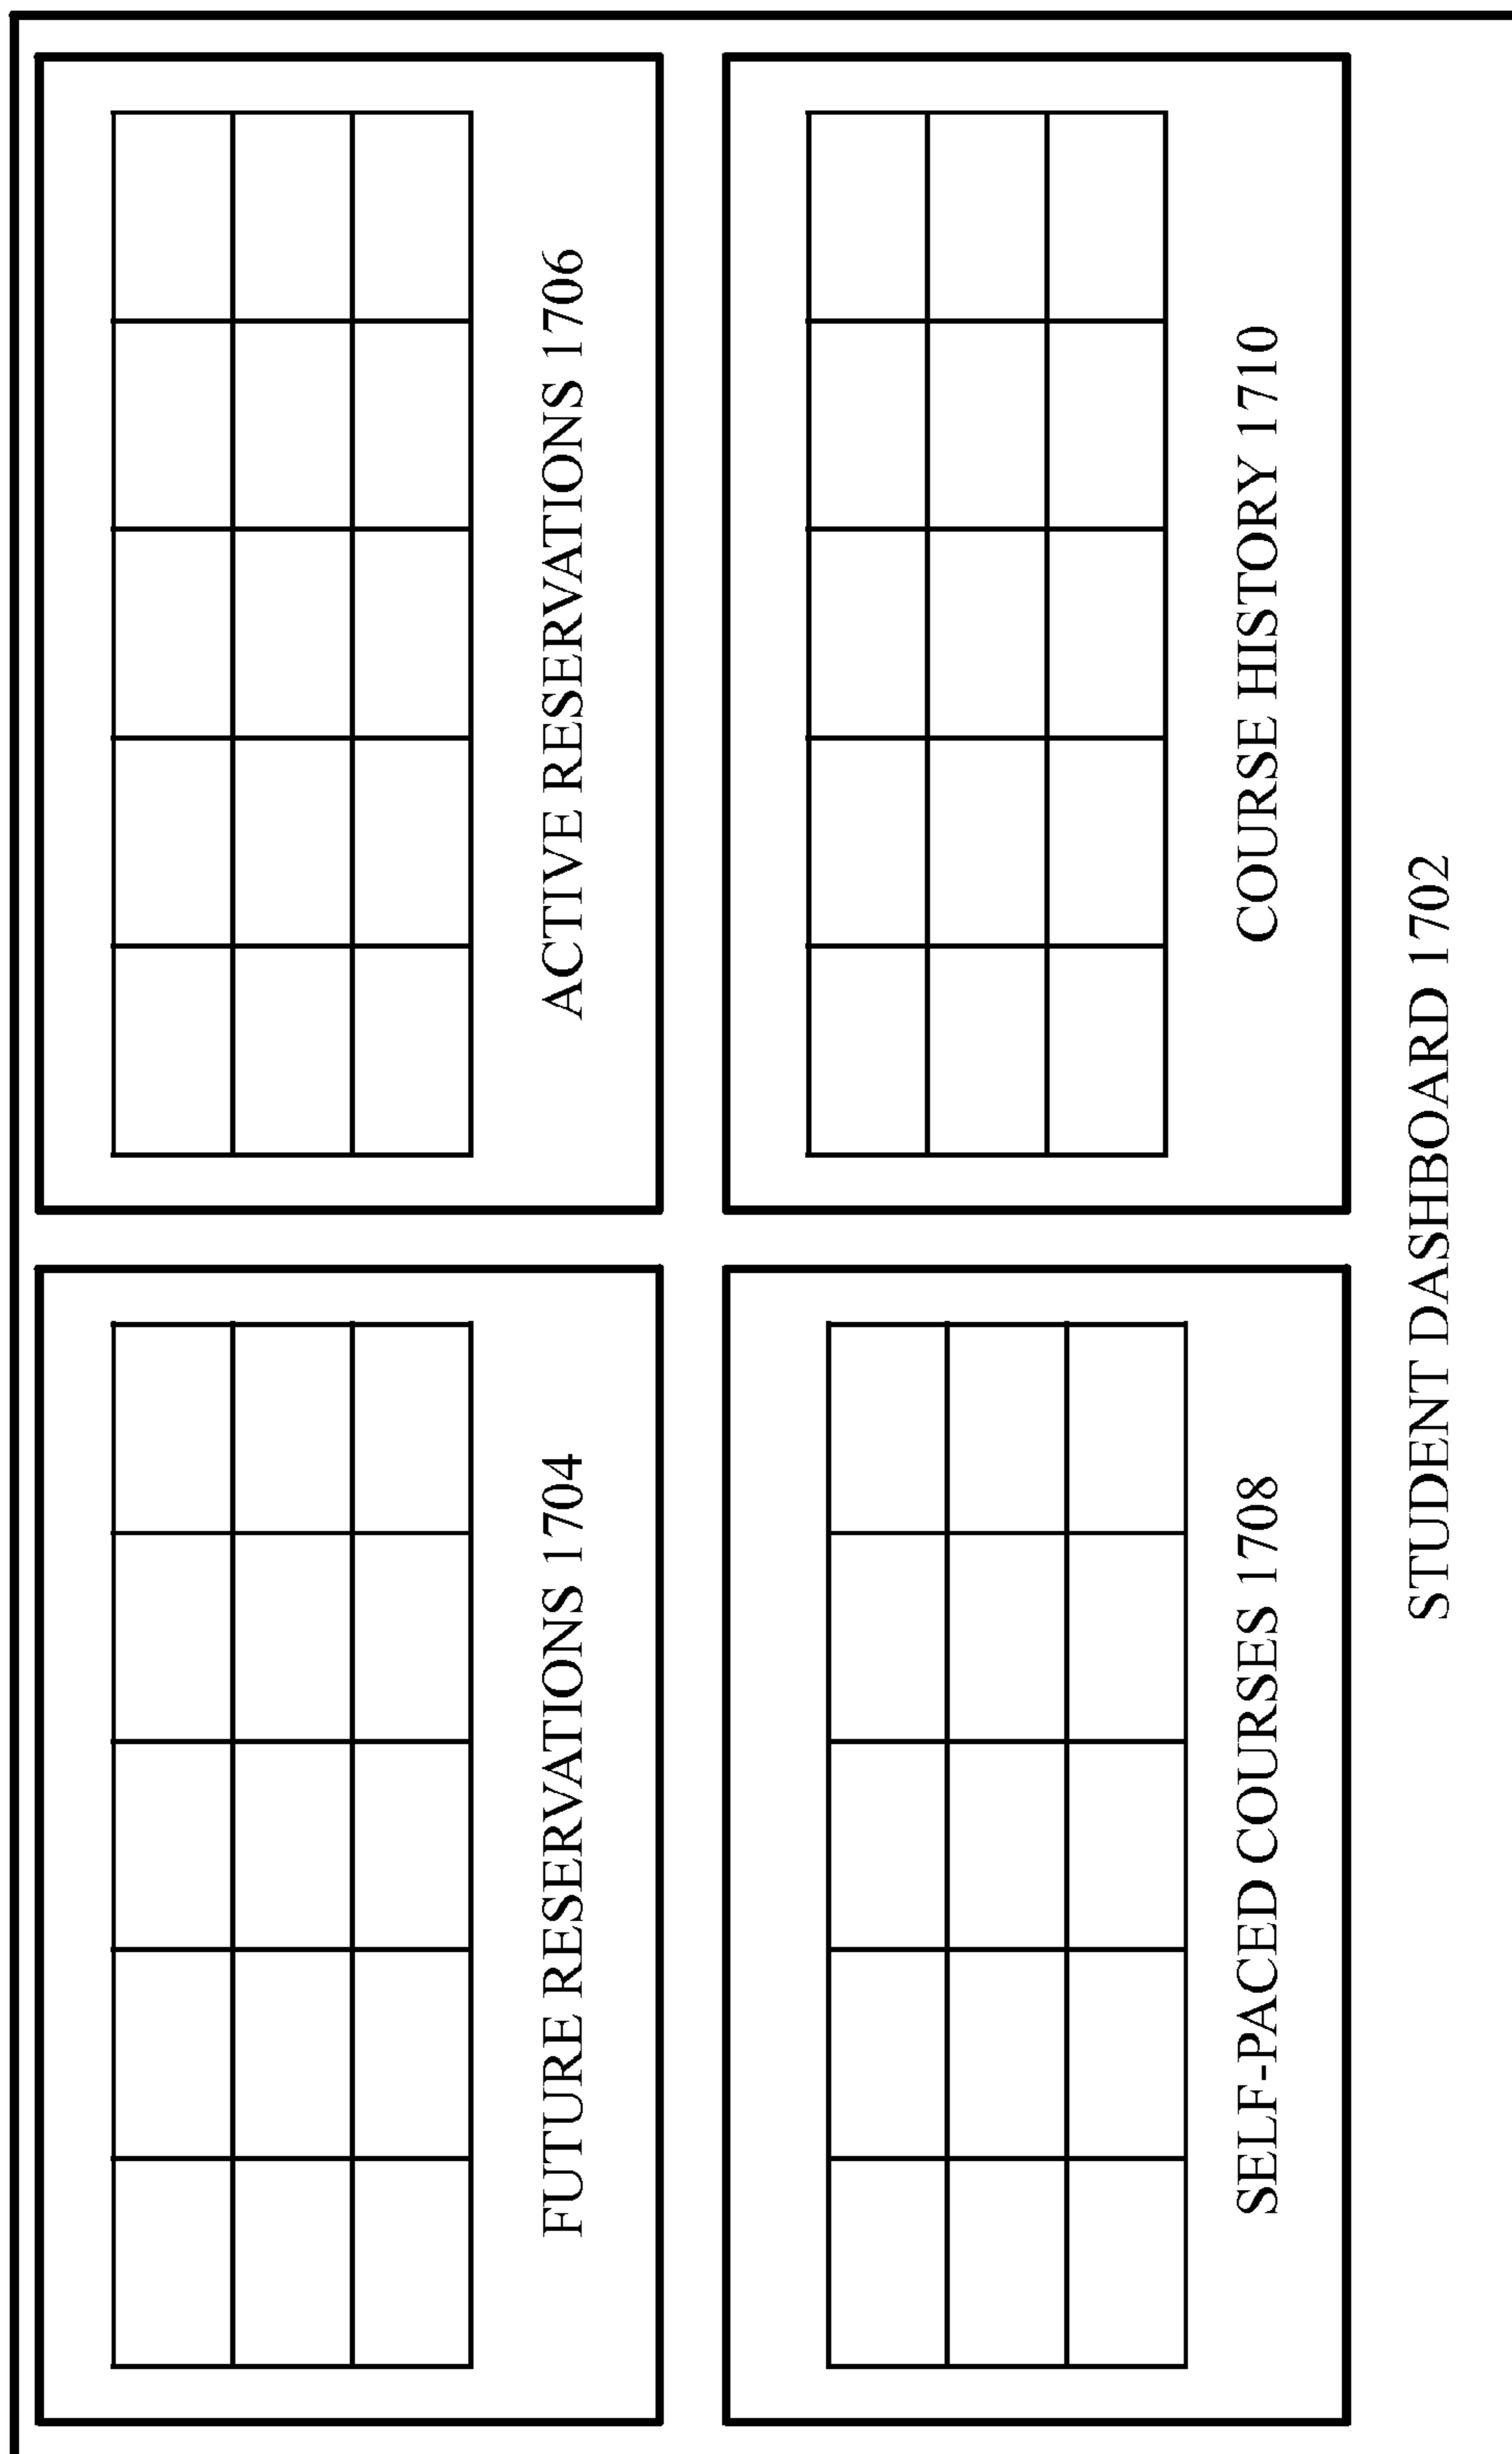 FUTURE RESERVATIONS 1704
ACTIVE RESERVATIONS 1706
SELF-PACED COURSES 1708
COURSE HISTORY 1710
STUDENT DASHBOARD 1702